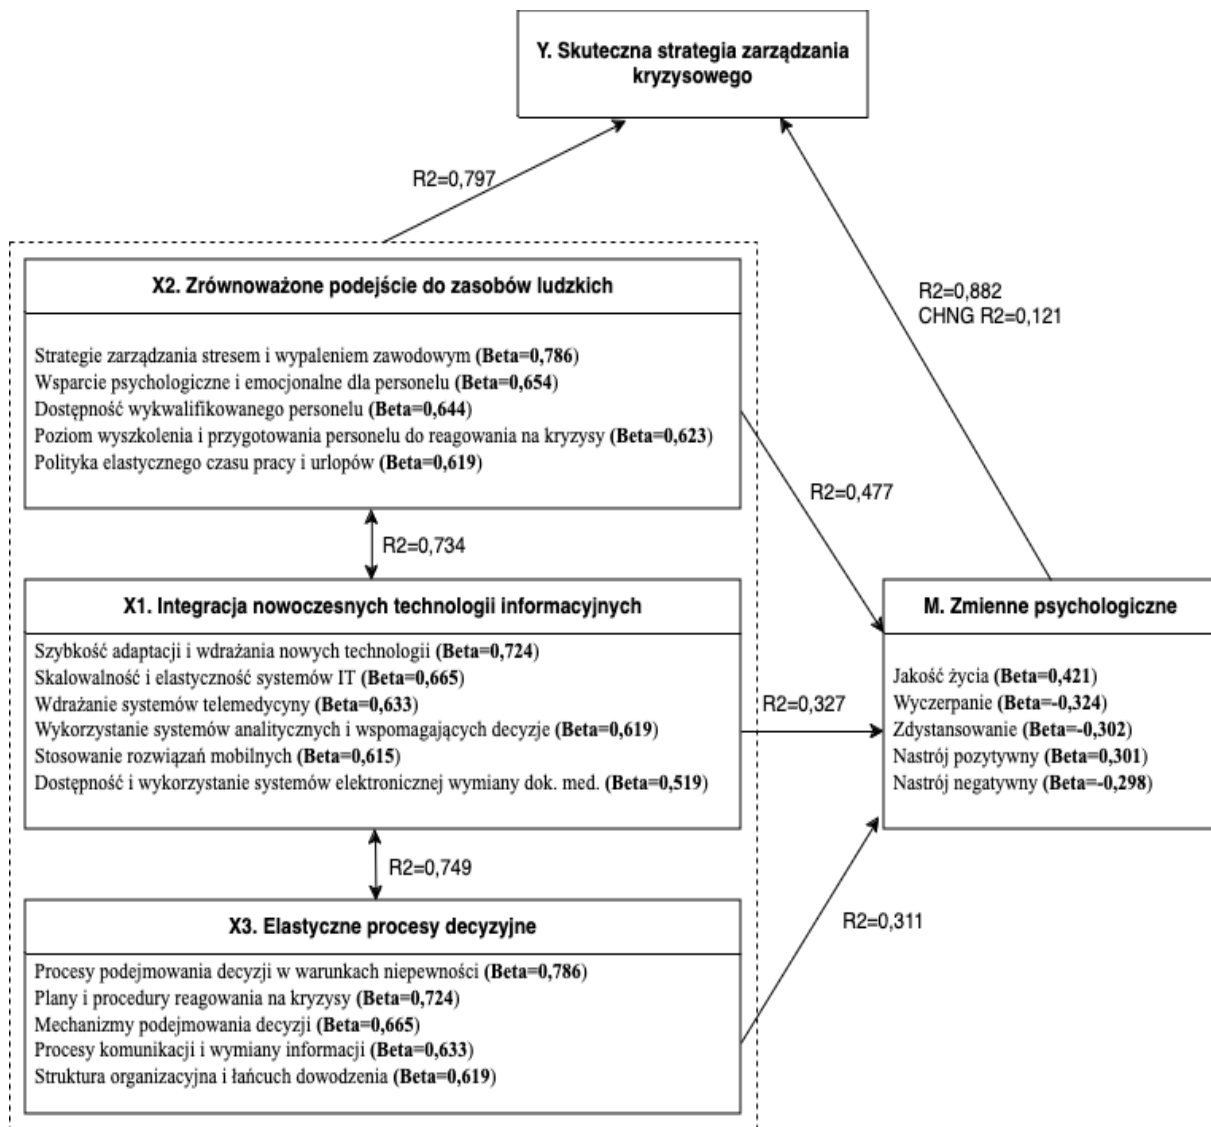 Y. Skuteczna strategia zarządzania
kryzysowego
R2=0,797
R2=0,882
CHNG R2=0,121
X2. Zrównoważone podejście do zasobów ludzkich
Strategie zarządzania stresem i wypaleniem zawodowym (Beta=0,786)
Wsparcie psychologiczne i emocjonalne dla personelu (Beta=0,654)
Dostępność wykwalifikowanego personelu (Beta=0,644)
Poziom wyszkolenia i przygotowania personelu do reagowania na kryzysy (Beta=0,623)
Polityka elastycznego czasu pracy i urlopów (Beta=0,619)
R2=0,477
R2=0,734
X1. Integracja nowoczesnych technologii informacyjnych
Szybkość adaptacji i wdrażania nowych technologii (Beta=0,724)
Skalowalność i elastyczność systemów IT (Beta=0,665)
Wdrażanie systemów telemedycyny (Beta=0,633)
Wykorzystanie systemów analitycznych i wspomagających decyzje (Beta=0,619)
Stosowanie rozwiązań mobilnych (Beta=0,615)
Dostępność i wykorzystanie systemów elektronicznej wymiany dok. med. (Beta=0,519)
R2=0,327
M. Zmienne psychologiczne
Jakość życia (Beta=0,421)
Wyczerpanie (Beta=-0,324)
Zdystansowanie (Beta=-0,302)
Nastrój pozytywny (Beta=0,301)
Nastrój negatywny (Beta=-0,298)
R2=0,749
R2=0,311
X3. Elastyczne procesy decyzyjne
Procesy podejmowania decyzji w warunkach niepewności (Beta=0,786)
Plany i procedury reagowania na kryzysy (Beta=0,724)
Mechanizmy podejmowania decyzji (Beta=0,665)
Procesy komunikacji i wymiany informacji (Beta=0,633)
Struktura organizacyjna i łańcuch dowodzenia (Beta=0,619)